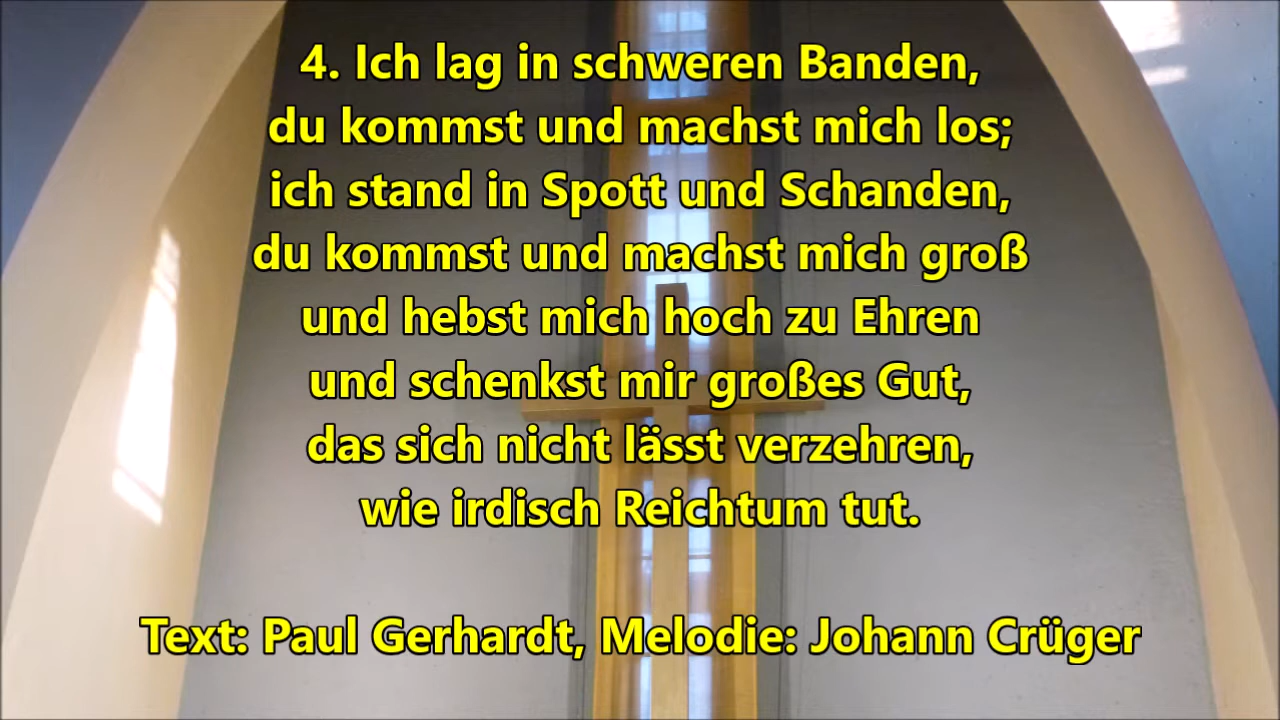 4. Ich lag in schweren Banden,
du kommst und machst mich los;
ich stand in Spott und Schanden,
du kommst und machst mich groß
und hebst mich hoch zu Ehren
und schenkst mir großes Gut,
das sich nicht lässt verzehren,
wie irdisch Reichtum tut.
Text: Paul Gerhardt, Melodie: Johann Crüger